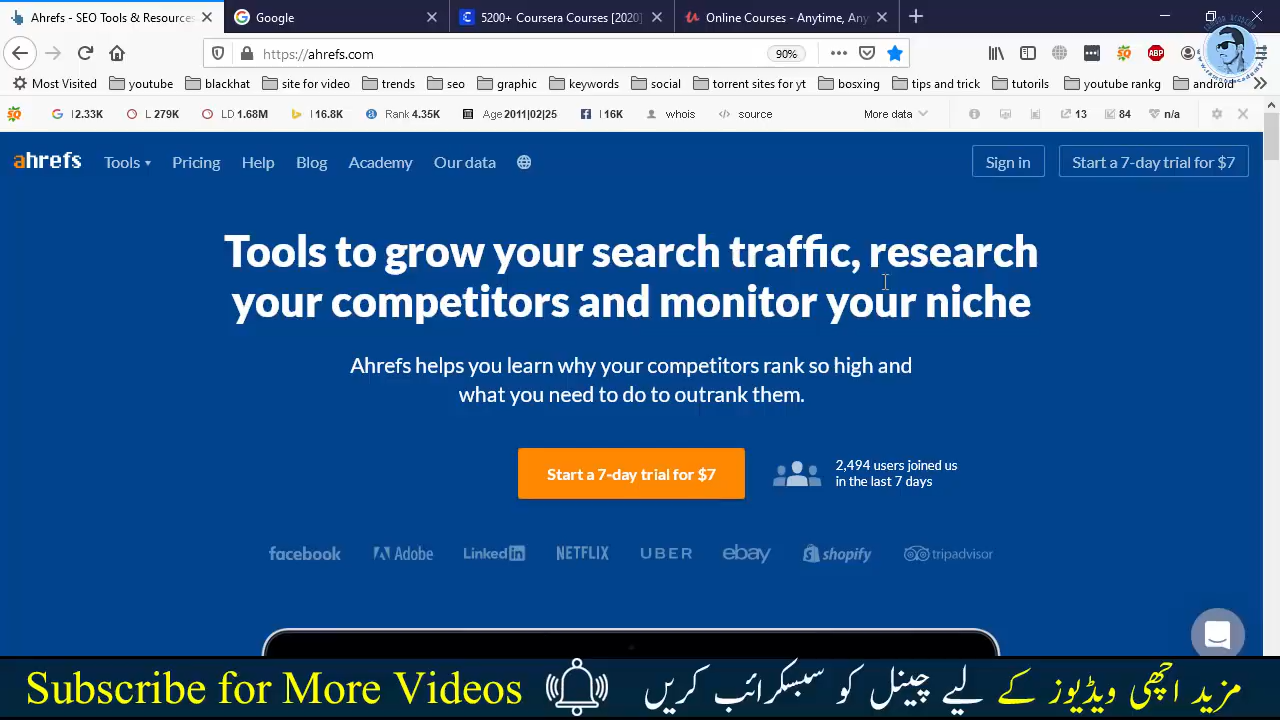 Ahrefs - SEO Tools & Resources
Google
5200+ Coursera Courses [2020]
Online Courses - Anytime, Any
https://ahrefs.com
90%
Most Visited
youtube
blackhat
site for video
trends
seo
graphic
keywords
social
torrent sites for yt
bosxing
tips and trick
tutorils
youtube rankg
android
I 2.33K
L 279K
LD 1.68M
I 16.8K
Rank 4.35K
Age 2011|02|25
I 16K
whois
source
More data
13
84
n/a
ahrefs
Tools
Pricing
Help
Blog
Academy
Our data
Sign in
Start a 7-day trial for $7
Tools to grow your search traffic, research
your competitors and monitor your niche
Ahrefs helps you learn why your competitors rank so high and
what you need to do to outrank them.
Start a 7-day trial for $7
2,494 users joined us
in the last 7 days
facebook
Adobe
Linked in
NETFLIX
UBER
ebay
shopify
tripadvisor
Subscribe for More Videos
مزید اچھی ویڈیوز کے لیے چینل کو سبسکرائب کریں